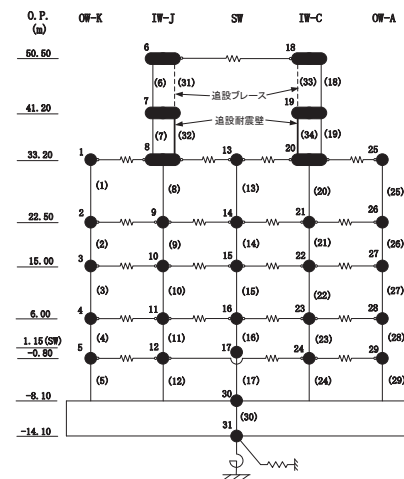 O.P. OW-K IW-J SW IW-C OW-A
(m)
50.50 6 18
(6) (31) (33) (18)
追設ブレース
41.20 7 19
追設耐震壁
(7) (32) (34) (19)
33.20 1 8 13 20 25
(1) (8) (13) (20) (25)
22.50 2 9 14 21 26
(2) (9) (14) (21) (26)
15.00 3 10 15 22 27
(3) (10) (15) (22) (27)
6.00 4 11 16 23 28
1.15(SW) (4) (11) (16) (23) (28)
-0.80 5 12 17 24 29
(5) (12) (17) (24) (29)
-8.10 30
(30)
-14.10 31